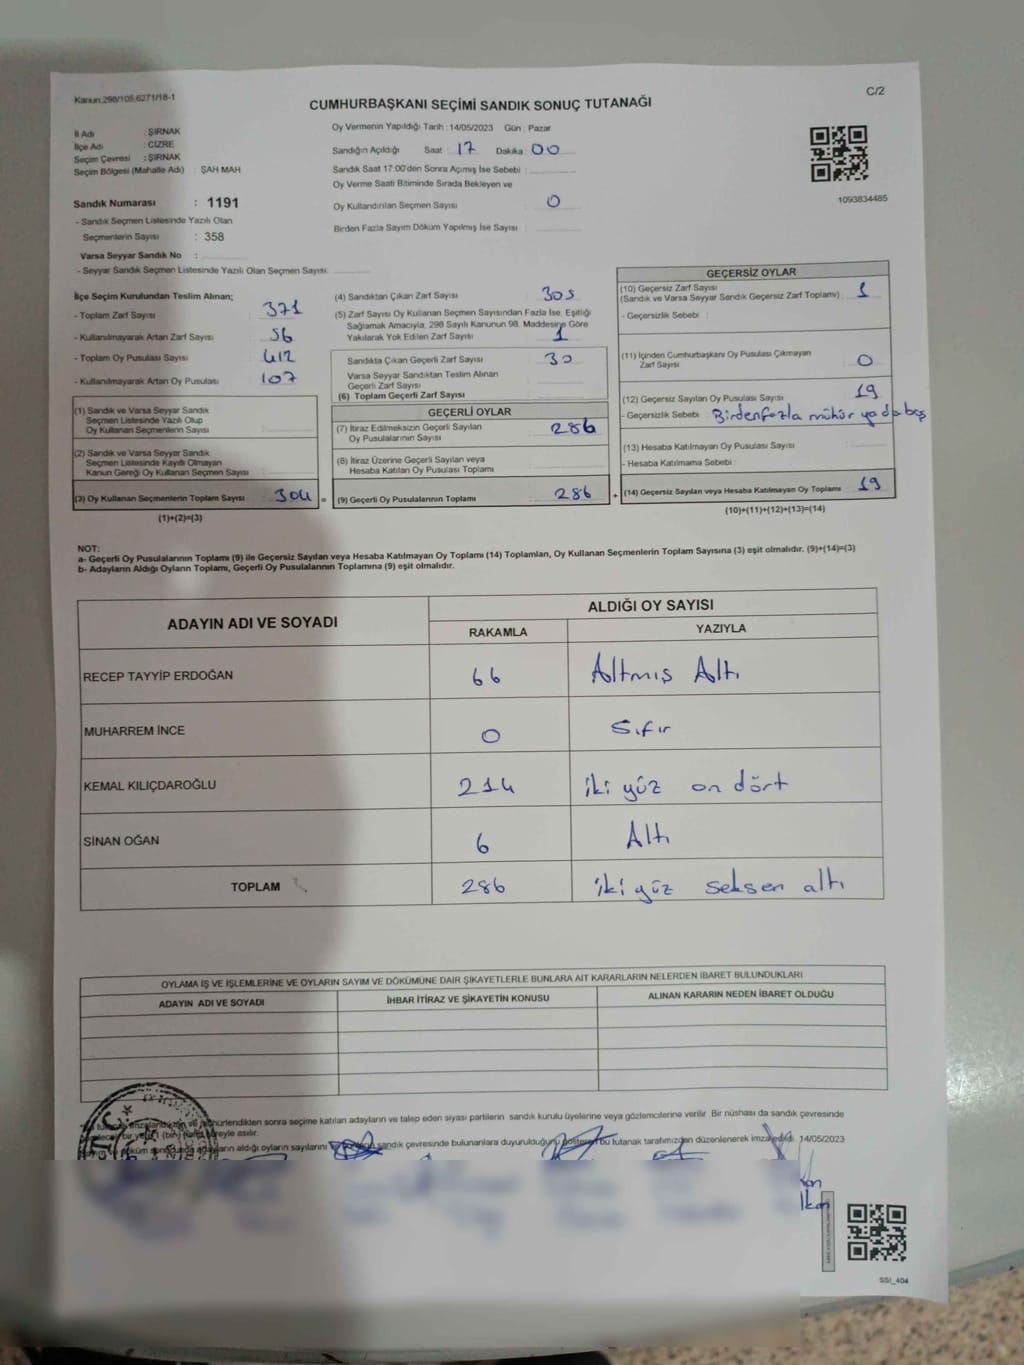 Kanun;298/105;6271/18-1
C/2
CUMHURBAŞKANI SEÇİMİ SANDIK SONUÇ TUTANAĞI
İl Adı : ŞIRNAK
İlçe Adı : CİZRE
Seçim Çevresi : ŞIRNAK
Seçim Bölgesi (Mahalle Adı) : ŞAH MAH
Sandık Numarası : 1191
- Sandık Seçmen Listesinde Yazılı Olan
Seçmenlerin Sayısı : 358
Varsa Seyyar Sandık No :
- Seyyar Sandık Seçmen Listesinde Yazılı Olan Seçmen Sayısı:
Oy Vermenin Yapıldığı Tarih : 14/05/2023 Gün : Pazar
Sandığın Açıldığı Saat : 17 Dakika : 00
Sandık Saat 17.00'den Sonra Açımış İse Sebebi :
Oy Verme Saati Bitiminde Sırada Bekleyen ve
Oy Kullandırılan Seçmen Sayısı : 0
Birden Fazla Sayım Döküm Yapılmış İse Sayısı :
1093834485
İlçe Seçim Kurulundan Teslim Alınan;
- Toplam Zarf Sayısı : 371
- Kullanılmayarak Artan Zarf Sayısı : 56
- Toplam Oy Pusulası Sayısı : 412
- Kullanılmayarak Artan Oy Pusulası : 107
(1) Sandık ve Varsa Seyyar Sandık
Seçmen Listesinde Yazılı Olup
Oy Kullanan Seçmenlerin Sayısı :
(2) Sandık ve Varsa Seyyar Sandık
Seçmen Listesinde Kayıtlı Olmayan
Kanun Gereği Oy Kullanan Seçmen Sayısı :
(3) Oy Kullanan Seçmenlerin Toplam Sayısı : 304 =
(1)+(2)=(3)
(4) Sandıktan Çıkan Zarf Sayısı : 305
(5) Zarf Sayısı Oy Kullanan Seçmen Sayısından Fazla İse, Eşitliği
Sağlamak Amacıyla, 298 Sayılı Kanunun 98. Maddesine Göre
Yakılarak Yok Edilen Zarf Sayısı : 1
Sandıkta Çıkan Geçerli Zarf Sayısı : 30
Varsa Seyyar Sandıktan Teslim Alınan
Geçerli Zarf Sayısı :
(6) Toplam Geçerli Zarf Sayısı :
GEÇERLİ OYLAR
(7) İtiraz Edilmeksizin Geçerli Sayılan
Oy Pusulalarının Sayısı : 286
(8) İtiraz Üzerine Geçerli Sayılan veya
Hesaba Katılan Oy Pusulası Toplamı :
(9) Geçerli Oy Pusulalarının Toplamı : 286 +
GEÇERSİZ OYLAR
(10) Geçersiz Zarf Sayısı
(Sandık ve Varsa Seyyar Sandık Geçersiz Zarf Toplamı) : 1
- Geçersizlik Sebebi :
(11) İçinden Cumhurbaşkanı Oy Pusulası Çıkmayan
Zarf Sayısı : 0
(12) Geçersiz Sayılan Oy Pusulası Sayısı : 19
- Geçersizlik Sebebi : Birden fazla mühür ya da boş
(13) Hesaba Katılmayan Oy Pusulası Sayısı :
- Hesaba Katılmama Sebebi :
(14) Geçersiz Sayılan veya Hesaba Katılmayan Oy Toplamı : 19
(10)+(11)+(12)+(13)=(14)
NOT:
a- Geçerli Oy Pusulalarının Toplamı (9) ile Geçersiz Sayılan veya Hesaba Katılmayan Oy Toplamı (14) Toplamları, Oy Kullanan Seçmenlerin Toplam Sayısına (3) eşit olmalıdır. (9)+(14)=(3)
b- Adayların Aldığı Oyların Toplamı, Geçerli Oy Pusulalarının Toplamına (9) eşit olmalıdır.
ADAYIN ADI VE SOYADI
ALDIĞI OY SAYISI
RAKAMLA YAZIYLA
RECEP TAYYİP ERDOĞAN 66 Altmış Altı
MUHARREM İNCE 0 Sıfır
KEMAL KILIÇDAROĞLU 214 iki yüz on dört
SİNAN OĞAN 6 Altı
TOPLAM 286 iki yüz seksen altı
OYLAMA İŞ VE İŞLEMLERİNE VE OYLARIN SAYIM VE DÖKÜMÜNE DAİR ŞİKAYETLERLE BUNLARA AİT KARARLARIN NELERDEN İBARET BULUNDUKLARI
ADAYIN ADI VE SOYADI İHBAR İTİRAZ VE ŞİKAYETİN KONUSU ALINAN KARARIN NEDEN İBARET OLDUĞU
mühürlendikten sonra seçime katılan adayların ve talep eden siyasi partilerin sandık kurulu üyelerine veya gözlemcilerine verilir. Bir nüshası da sandık çevresinde
bir yere (bir) hafta süreyle asılır.
adayların aldığı oyların sayılarını sandık çevresinde bulunanlara duyurulduğunu gösteren bu tutanak tarafımızdan düzenlenerek imza edildi. 14/05/2023
SSİ_404